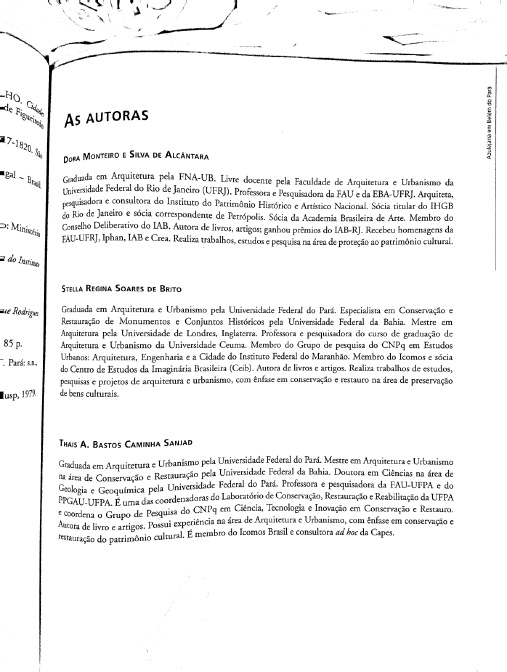 HO. Cidade
de Figueiredo
7-1820. São
gal – Brasil
o: Ministério
a do Instituto
Rodrigues
85 p.
. Pará: s.n.,
usp, 1979.
Azulejaria em Belém do Pará
AS AUTORAS
DORA MONTEIRO E SILVA DE ALCÂNTARA
Graduada em Arquitetura pela FNA-UB. Livre docente pela Faculdade de Arquitetura e Urbanismo da
Universidade Federal do Rio de Janeiro (UFRJ). Professora e Pesquisadora da FAU e da EBA-UFRJ. Arquiteta,
pesquisadora e consultora do Instituto do Patrimônio Histórico e Artístico Nacional. Sócia titular do IHGB
do Rio de Janeiro e sócia correspondente de Petrópolis. Sócia da Academia Brasileira de Arte. Membro do
Conselho Deliberativo do IAB. Autora de livros, artigos; ganhou prêmios do IAB-RJ. Recebeu homenagens da
FAU-UFRJ, Iphan, IAB e Crea. Realiza trabalhos, estudos e pesquisa na área de proteção ao patrimônio cultural.
STELLA REGINA SOARES DE BRITO
Graduada em Arquitetura e Urbanismo pela Universidade Federal do Pará. Especialista em Conservação e
Restauração de Monumentos e Conjuntos Históricos pela Universidade Federal da Bahia. Mestre em
Arquitetura pela Universidade de Londres, Inglaterra. Professora e pesquisadora do curso de graduação de
Arquitetura e Urbanismo da Universidade Ceuma. Membro do Grupo de pesquisa do CNPq em Estudos
Urbanos: Arquitetura, Engenharia e a Cidade do Instituto Federal do Maranhão. Membro do Icomos e sócia
do Centro de Estudos da Imaginária Brasileira (Ceib). Autora de livros e artigos. Realiza trabalhos de estudos,
pesquisas e projetos de arquitetura e urbanismo, com ênfase em conservação e restauro na área de preservação
de bens culturais.
THAIS A. BASTOS CAMINHA SANJAD
Graduada em Arquitetura e Urbanismo pela Universidade Federal do Pará. Mestre em Arquitetura e Urbanismo
na área de Conservação e Restauração pela Universidade Federal da Bahia. Doutora em Ciências na área de
Geologia e Geoquímica pela Universidade Federal do Pará. Professora e pesquisadora da FAU-UFPA e do
PPGAU-UFPA. É uma das coordenadoras do Laboratório de Conservação, Restauração e Reabilitação da UFPA
e coordena o Grupo de Pesquisa do CNPq em Ciência, Tecnologia e Inovação em Conservação e Restauro.
Autora de livro e artigos. Possui experiência na área de Arquitetura e Urbanismo, com ênfase em conservação e
restauração do patrimônio cultural. É membro do Icomos Brasil e consultora ad hoc da Capes.